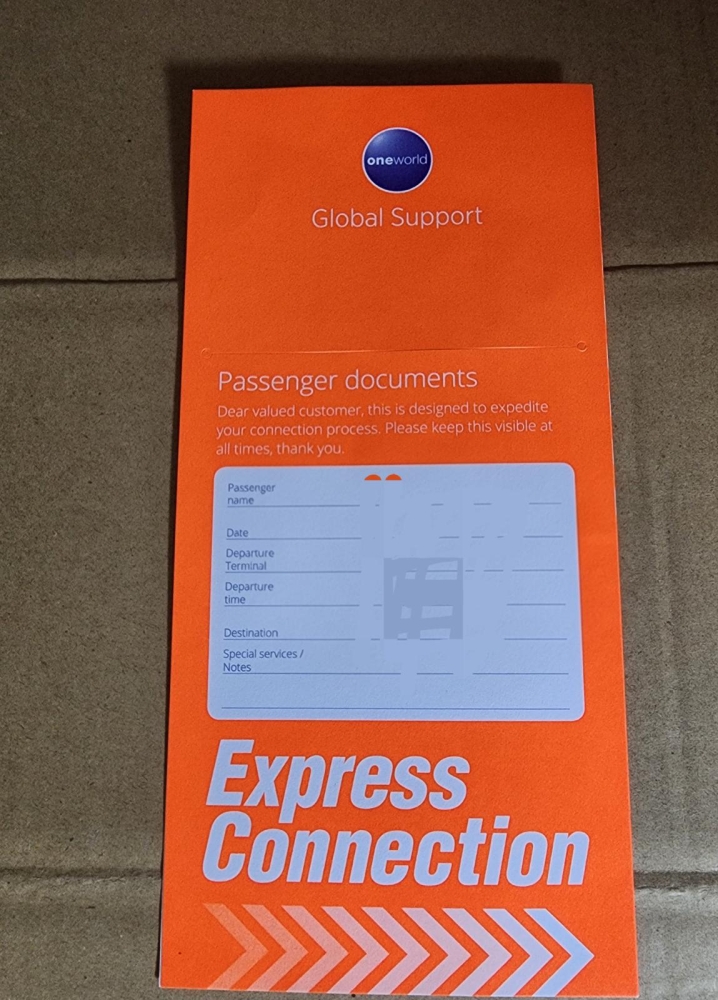 oneworld
Global Support
Passenger documents
Dear valued customer, this is designed to expedite
your connection process. Please keep this visible at
all times, thank you.
Passenger
name
Date
Departure
Terminal
Departure
time
Destination
Special services /
Notes
Express
Connection